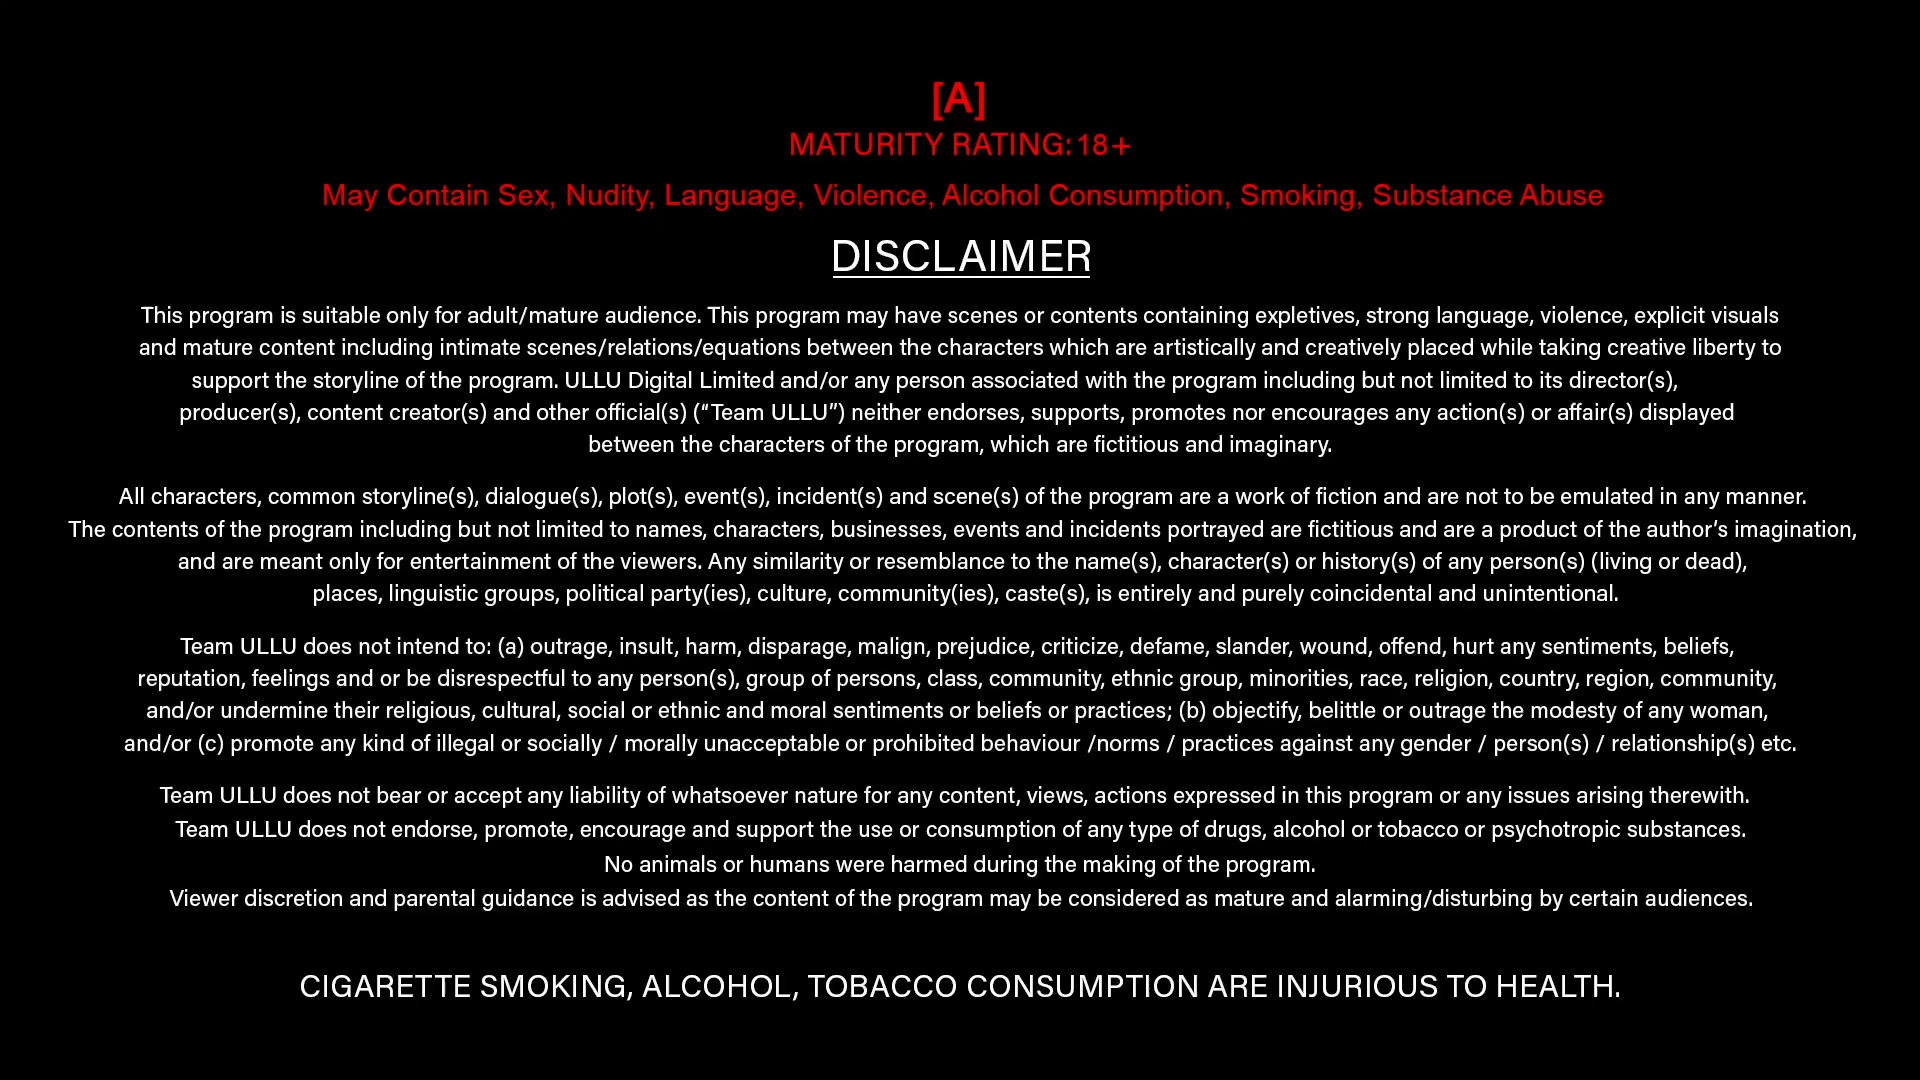 [A]
MATURITY RATING:18+
May Contain Sex, Nudity, Language, Violence, Alcohol Consumption, Smoking, Substance Abuse
DISCLAIMER
This program is suitable only for adult/mature audience. This program may have scenes or contents containing expletives, strong language, violence, explicit visuals
and mature content including intimate scenes/relations/equations between the characters which are artistically and creatively placed while taking creative liberty to
support the storyline of the program. ULLU Digital Limited and/or any person associated with the program including but not limited to its director(s),
producer(s), content creator(s) and other official(s) (“Team ULLU”) neither endorses, supports, promotes nor encourages any action(s) or affair(s) displayed
between the characters of the program, which are fictitious and imaginary.
All characters, common storyline(s), dialogue(s), plot(s), event(s), incident(s) and scene(s) of the program are a work of fiction and are not to be emulated in any manner.
The contents of the program including but not limited to names, characters, businesses, events and incidents portrayed are fictitious and are a product of the author’s imagination,
and are meant only for entertainment of the viewers. Any similarity or resemblance to the name(s), character(s) or history(s) of any person(s) (living or dead),
places, linguistic groups, political party(ies), culture, community(ies), caste(s), is entirely and purely coincidental and unintentional.
Team ULLU does not intend to: (a) outrage, insult, harm, disparage, malign, prejudice, criticize, defame, slander, wound, offend, hurt any sentiments, beliefs,
reputation, feelings and or be disrespectful to any person(s), group of persons, class, community, ethnic group, minorities, race, religion, country, region, community,
and/or undermine their religious, cultural, social or ethnic and moral sentiments or beliefs or practices; (b) objectify, belittle or outrage the modesty of any woman,
and/or (c) promote any kind of illegal or socially / morally unacceptable or prohibited behaviour /norms / practices against any gender / person(s) / relationship(s) etc.
Team ULLU does not bear or accept any liability of whatsoever nature for any content, views, actions expressed in this program or any issues arising therewith.
Team ULLU does not endorse, promote, encourage and support the use or consumption of any type of drugs, alcohol or tobacco or psychotropic substances.
No animals or humans were harmed during the making of the program.
Viewer discretion and parental guidance is advised as the content of the program may be considered as mature and alarming/disturbing by certain audiences.
CIGARETTE SMOKING, ALCOHOL, TOBACCO CONSUMPTION ARE INJURIOUS TO HEALTH.